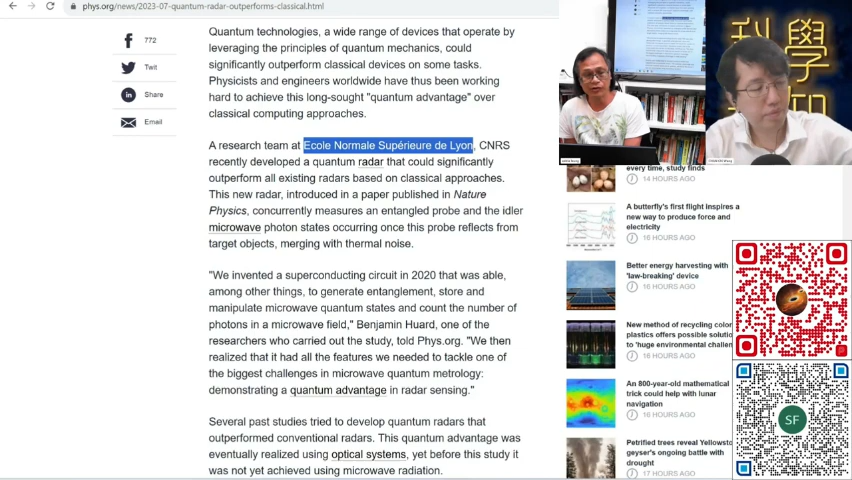 phys.org/news/2023-07-quantum-radar-outperforms-classical.html
772
Twit
Share
Email
Quantum technologies, a wide range of devices that operate by
leveraging the principles of quantum mechanics, could
significantly outperform classical devices on some tasks.
Physicists and engineers worldwide have thus been working
hard to achieve this long-sought "quantum advantage" over
classical computing approaches.
A research team at Ecole Normale Supérieure de Lyon, CNRS
recently developed a quantum radar that could significantly
outperform all existing radars based on classical approaches.
This new radar, introduced in a paper published in Nature
Physics, concurrently measures an entangled probe and the idler
microwave photon states occurring once this probe reflects from
target objects, merging with thermal noise.
"We invented a superconducting circuit in 2020 that was able,
among other things, to generate entanglement, store and
manipulate microwave quantum states and count the number of
photons in a microwave field," Benjamin Huard, one of the
researchers who carried out the study, told Phys.org. "We then
realized that it had all the features we needed to tackle one of
the biggest challenges in microwave quantum metrology:
demonstrating a quantum advantage in radar sensing."
Several past studies tried to develop quantum radars that
outperformed conventional radars. This quantum advantage was
eventually realized using optical systems, yet before this study it
was not yet achieved using microwave radiation.
every time, study finds
14 HOURS AGO
A butterfly's first flight inspires a
new way to produce force and
electricity
16 HOURS AGO
Better energy harvesting with
'law-breaking' device
16 HOURS AGO
New method of recycling color
plastics offers possible solutio
to 'huge environmental challen
16 HOURS AGO
An 800-year-old mathematical
trick could help with lunar
navigation
16 HOURS AGO
Petrified trees reveal Yellowsto
geyser's ongoing battle with
drought
17 HOURS AGO
科學
SF